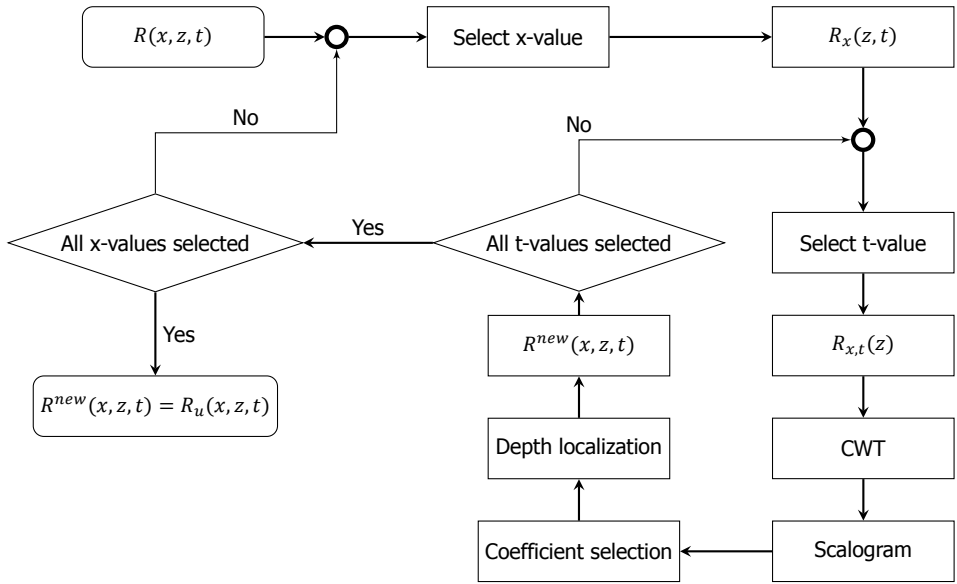 R(x, z, t)
Select x-value
Rₓ(z, t)
No
No
All x-values selected
Yes
All t-values selected
Select t-value
Yes
R^{new}(x, z, t)
R_{x,t}(z)
R^{new}(x, z, t) = R_u(x, z, t)
Depth localization
CWT
Coefficient selection
Scalogram